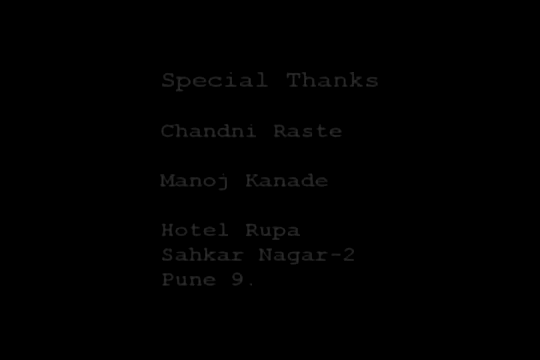 Special Thanks
Chandni Raste
Manoj Kanade
Hotel Rupa
Sahkar Nagar-2
Pune 9.